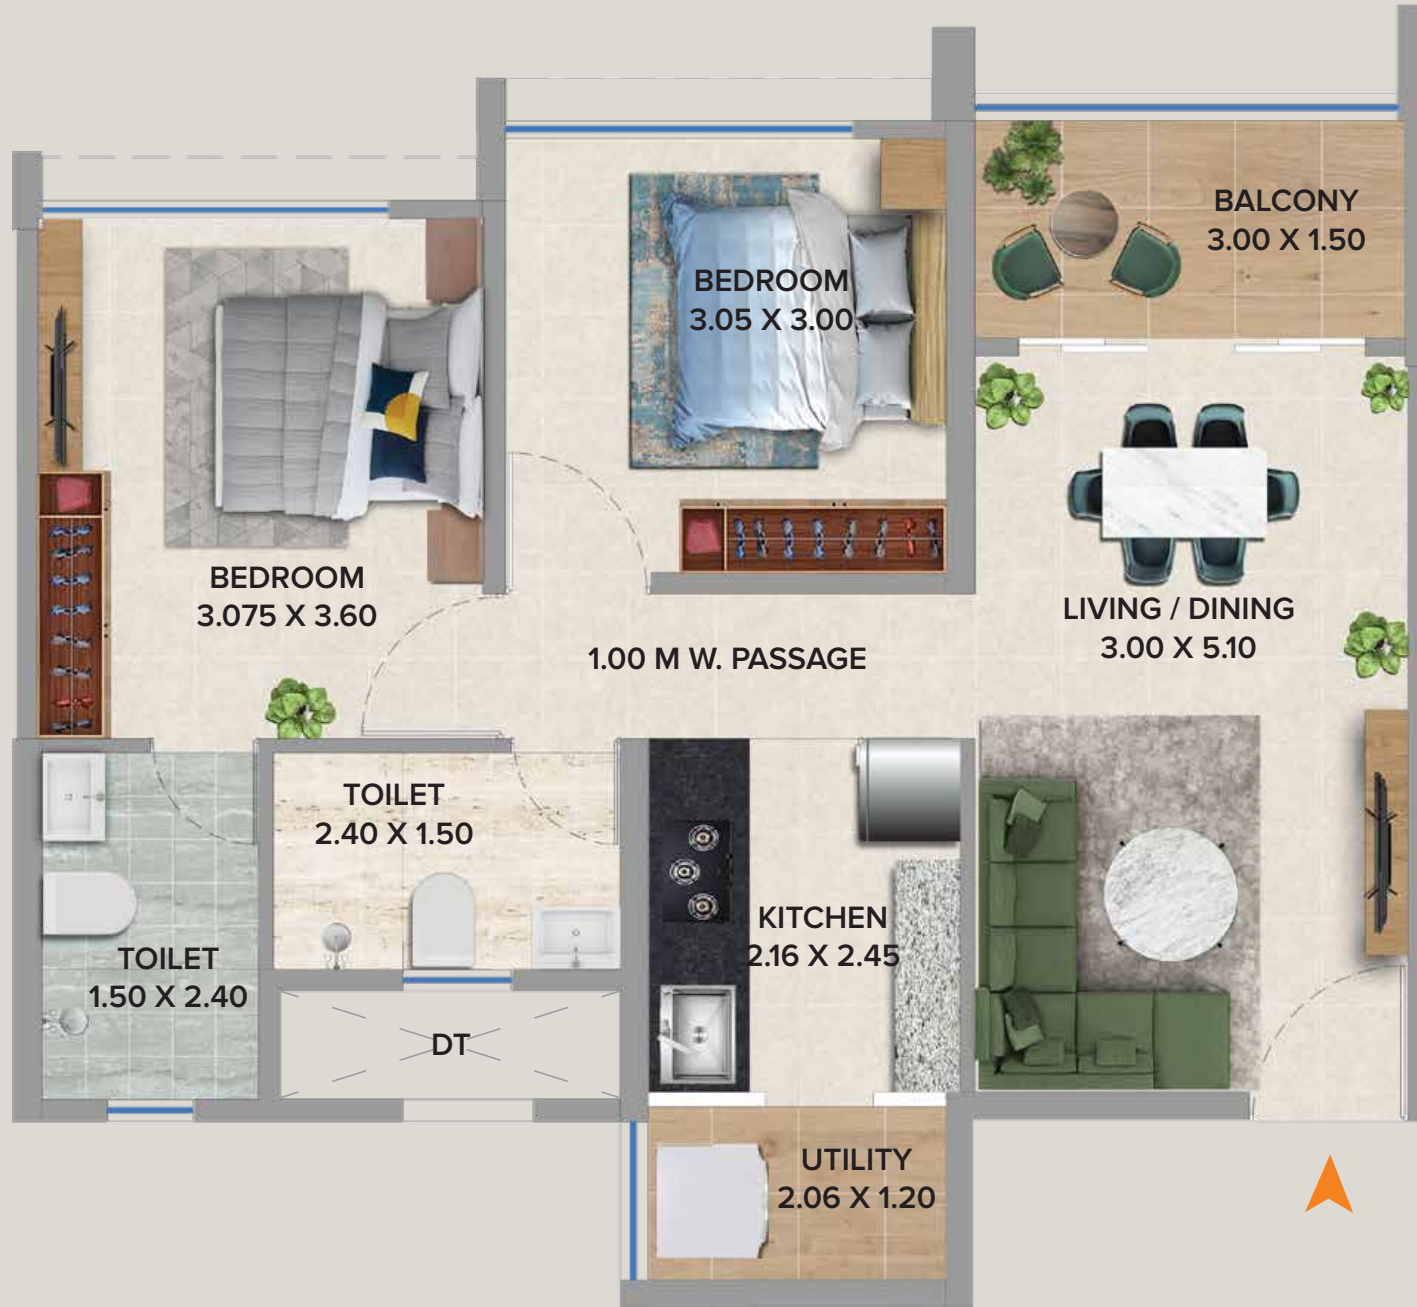 BALCONY
3.00 X 1.50
BEDROOM
3.05 X 3.00
BEDROOM
3.075 X 3.60
LIVING / DINING
3.00 X 5.10
1.00 M W. PASSAGE
TOILET
2.40 X 1.50
KITCHEN
2.16 X 2.45
TOILET
1.50 X 2.40
DT
UTILITY
2.06 X 1.20